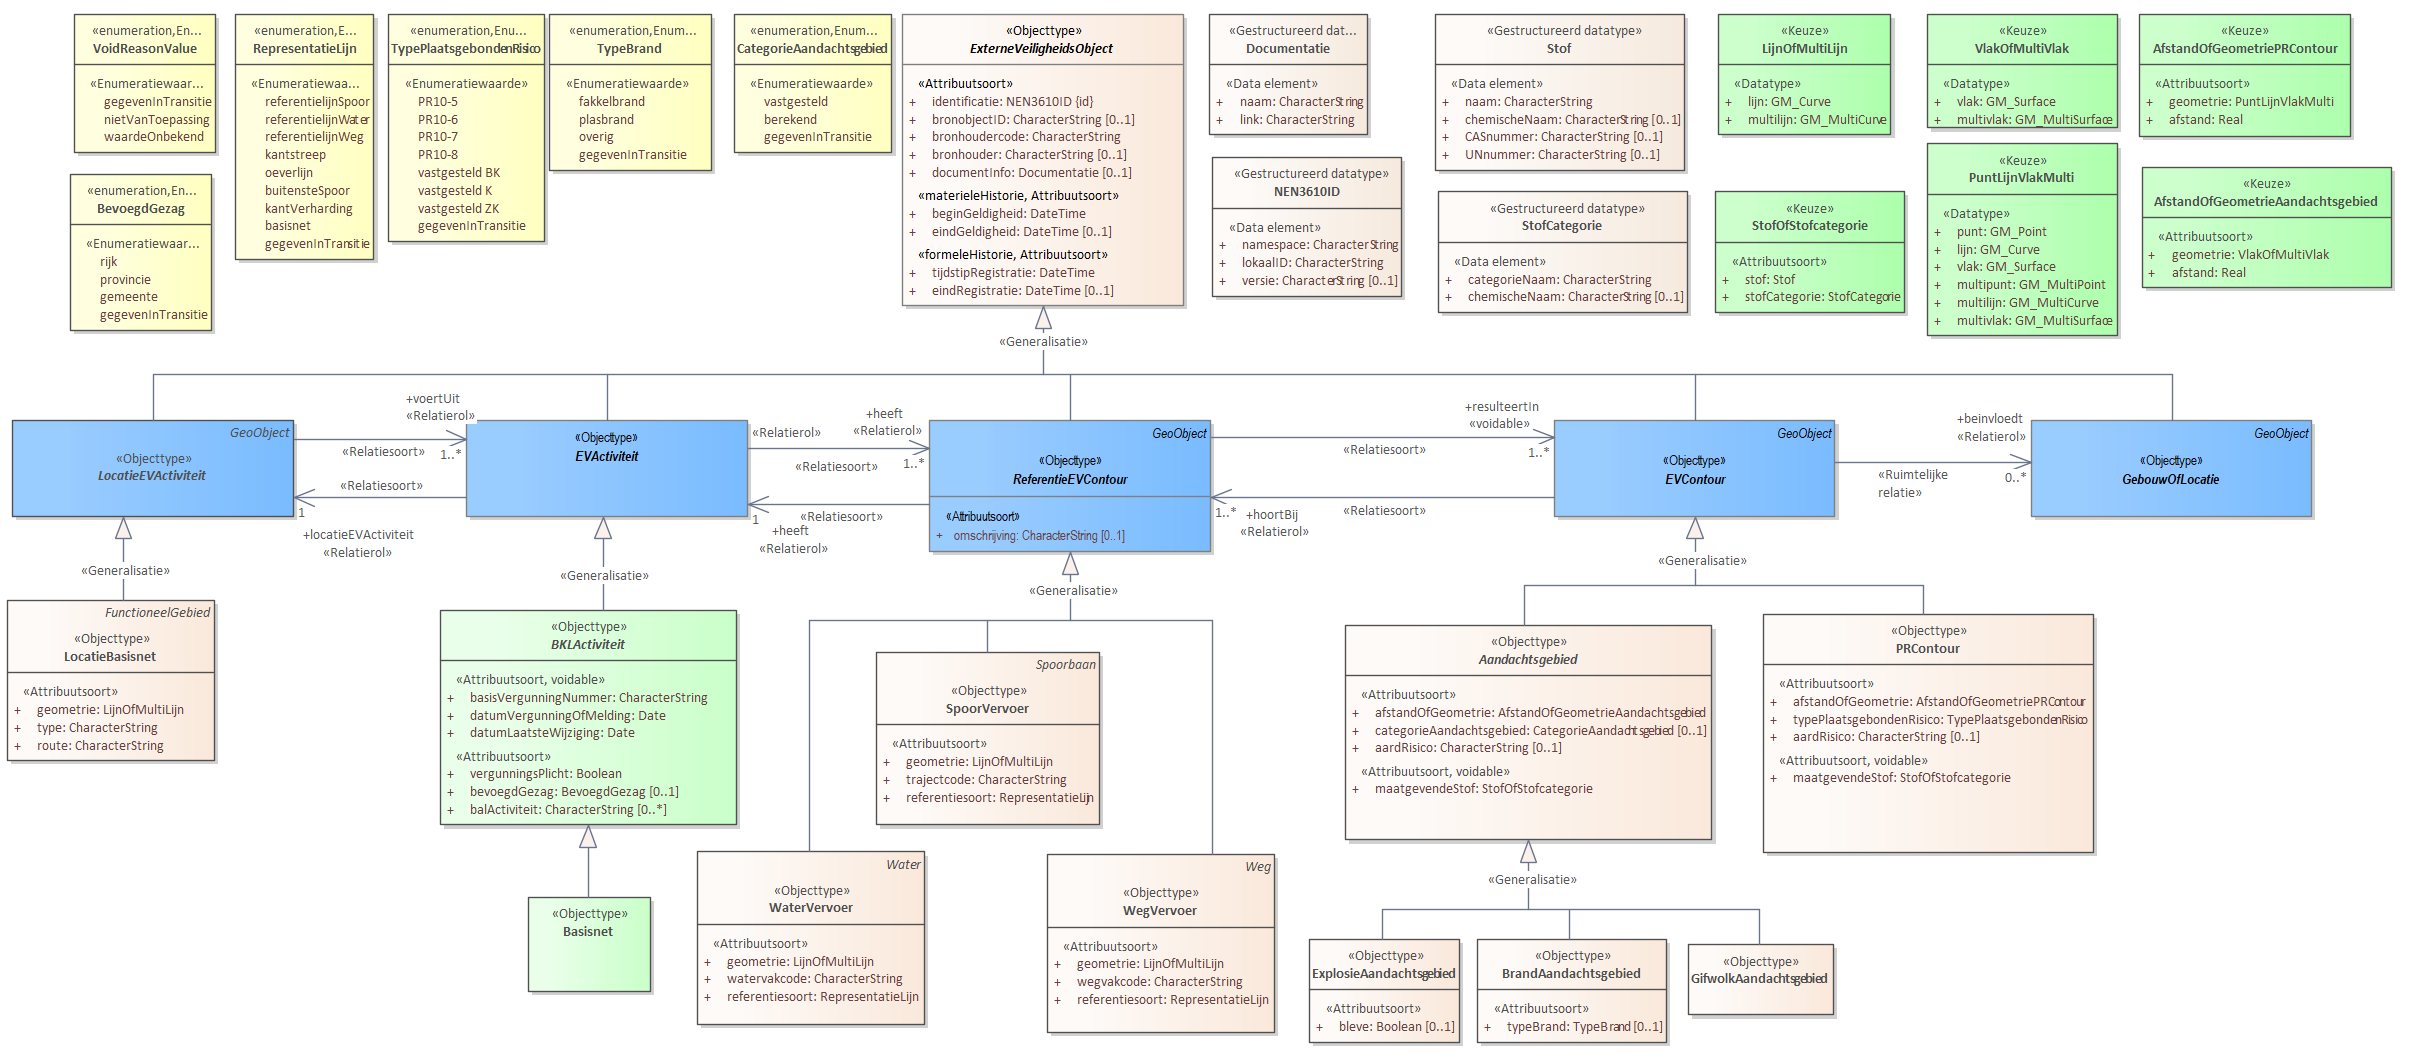 «enumeration,En...
VoidReasonValue
«Enumeratiewaar...
gegevenInTransitie
nietVanToepassing
waardeOnbekend
«enumeration,En...
BevoegdGezag
«Enumeratiewaar...
rijk
provincie
gemeente
gegevenInTransitie
«enumeration,E...
RepresentatieLijn
«Enumeratiewaa...
referentielijnSpoor
referentielijnWater
referentielijnWeg
kantstreep
oeverlijn
buitensteSpoor
kantVerharding
basisnet
gegevenInTransitie
«enumeration,Enu...
TypePlaatsgebondenRisico
«Enumeratiewaarde»
PR10-5
PR10-6
PR10-7
PR10-8
vastgesteld BK
vastgesteld K
vastgesteld ZK
gegevenInTransitie
«enumeration,Enum...
TypeBrand
«Enumeratiewaarde»
fakkelbrand
plasbrand
overig
gegevenInTransitie
«enumeration,Enum...
CategorieAandachtsgebied
«Enumeratiewaarde»
vastgesteld
berekend
gegevenInTransitie
«Objecttype»
ExterneVeiligheidsObject
«Attribuutsoort»
+ identificatie: NEN3610ID {id}
+ bronobjectID: CharacterString [0..1]
+ bronhoudercode: CharacterString
+ bronhouder: CharacterString [0..1]
+ documentInfo: Documentatie [0..1]
«materieleHistorie, Attribuutsoort»
+ beginGeldigheid: DateTime
+ eindGeldigheid: DateTime [0..1]
«formeleHistorie, Attribuutsoort»
+ tijdstipRegistratie: DateTime
+ eindRegistratie: DateTime [0..1]
«Gestructureerd dat...
Documentatie
«Data element»
+ naam: CharacterString
+ link: CharacterString
«Gestructureerd datatype»
NEN3610ID
«Data element»
+ namespace: CharacterString
+ lokaalID: CharacterString
+ versie: CharacterString [0..1]
«Gestructureerd datatype»
Stof
«Data element»
+ naam: CharacterString
+ chemischeNaam: CharacterString [0..1]
+ CASnummer: CharacterString [0..1]
+ UNnummer: CharacterString [0..1]
«Gestructureerd datatype»
StofCategorie
«Data element»
+ categorieNaam: CharacterString
+ chemischeNaam: CharacterString [0..1]
«Keuze»
LijnOfMultiLijn
«Datatype»
+ lijn: GM_Curve
+ multilijn: GM_MultiCurve
«Keuze»
StofOfStofcategorie
«Attribuutsoort»
+ stof: Stof
+ stofCategorie: StofCategorie
«Keuze»
VlakOfMultiVlak
«Datatype»
+ vlak: GM_Surface
+ multivlak: GM_MultiSurface
«Keuze»
PuntLijnVlakMulti
«Datatype»
+ punt: GM_Point
+ lijn: GM_Curve
+ vlak: GM_Surface
+ multipunt: GM_MultiPoint
+ multilijn: GM_MultiCurve
+ multivlak: GM_MultiSurface
«Keuze»
AfstandOfGeometriePRContour
«Attribuutsoort»
+ geometrie: PuntLijnVlakMulti
+ afstand: Real
«Keuze»
AfstandOfGeometrieAandachtsgebied
«Attribuutsoort»
+ geometrie: VlakOfMultiVlak
+ afstand: Real
«Generalisatie»
GeoObject
«Objecttype»
LocatieEVActiviteit
+voertUit
«Relatierol»
«Relatiesoort»
1..*
«Relatiesoort»
1
+locatieEVActiviteit
«Relatierol»
«Objecttype»
EVActiviteit
+heeft
«Relatierol»
«Relatierol»
«Relatiesoort»
1..*
«Relatiesoort»
1
+heeft
«Relatierol»
GeoObject
«Objecttype»
ReferentieEVContour
«Attribuutsoort»
+ omschrijving: CharacterString [0..1]
+resulteertIn
«voidable»
«Relatiesoort»
1..*
1..*
+hoortBij
«Relatierol»
«Relatiesoort»
GeoObject
«Objecttype»
EVContour
+beinvloedt
«Relatierol»
«Ruimtelijke
relatie»
0..*
GeoObject
«Objecttype»
GebouwOfLocatie
«Generalisatie»
FunctioneelGebied
«Objecttype»
LocatieBasisnet
«Attribuutsoort»
+ geometrie: LijnOfMultiLijn
+ type: CharacterString
+ route: CharacterString
«Generalisatie»
«Objecttype»
BKLActiviteit
«Attribuutsoort, voidable»
+ basisVergunningNummer: CharacterString
+ datumVergunningOfMelding: Date
+ datumLaatsteWijziging: Date
«Attribuutsoort»
+ vergunningsPlicht: Boolean
+ bevoegdGezag: BevoegdGezag [0..1]
+ balActiviteit: CharacterString [0..*]
«Objecttype»
Basisnet
«Generalisatie»
Spoorbaan
«Objecttype»
SpoorVervoer
«Attribuutsoort»
+ geometrie: LijnOfMultiLijn
+ trajectcode: CharacterString
+ referentiesoort: RepresentatieLijn
Water
«Objecttype»
WaterVervoer
«Attribuutsoort»
+ geometrie: LijnOfMultiLijn
+ watervakcode: CharacterString
+ referentiesoort: RepresentatieLijn
Weg
«Objecttype»
WegVervoer
«Attribuutsoort»
+ geometrie: LijnOfMultiLijn
+ wegvakcode: CharacterString
+ referentiesoort: RepresentatieLijn
«Generalisatie»
«Objecttype»
Aandachtsgebied
«Attribuutsoort»
+ afstandOfGeometrie: AfstandOfGeometrieAandachtsgebied
+ categorieAandachtsgebied: CategorieAandachtsgebied [0..1]
+ aardRisico: CharacterString [0..1]
«Attribuutsoort, voidable»
+ maatgevendeStof: StofOfStofcategorie
«Objecttype»
PRContour
«Attribuutsoort»
+ afstandOfGeometrie: AfstandOfGeometriePRContour
+ typePlaatsgebondenRisico: TypePlaatsgebondenRisico
+ aardRisico: CharacterString [0..1]
«Attribuutsoort, voidable»
+ maatgevendeStof: StofOfStofcategorie
«Generalisatie»
«Objecttype»
ExplosieAandachtsgebied
«Attribuutsoort»
+ bleve: Boolean [0..1]
«Objecttype»
BrandAandachtsgebied
«Attribuutsoort»
+ typeBrand: TypeBrand [0..1]
«Objecttype»
GifwolkAandachtsgebied